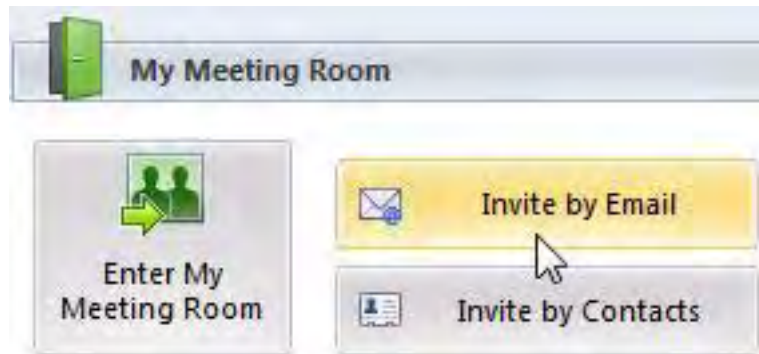 My Meeting Room
Invite by Email
Enter My
Meeting Room
Invite by Contacts